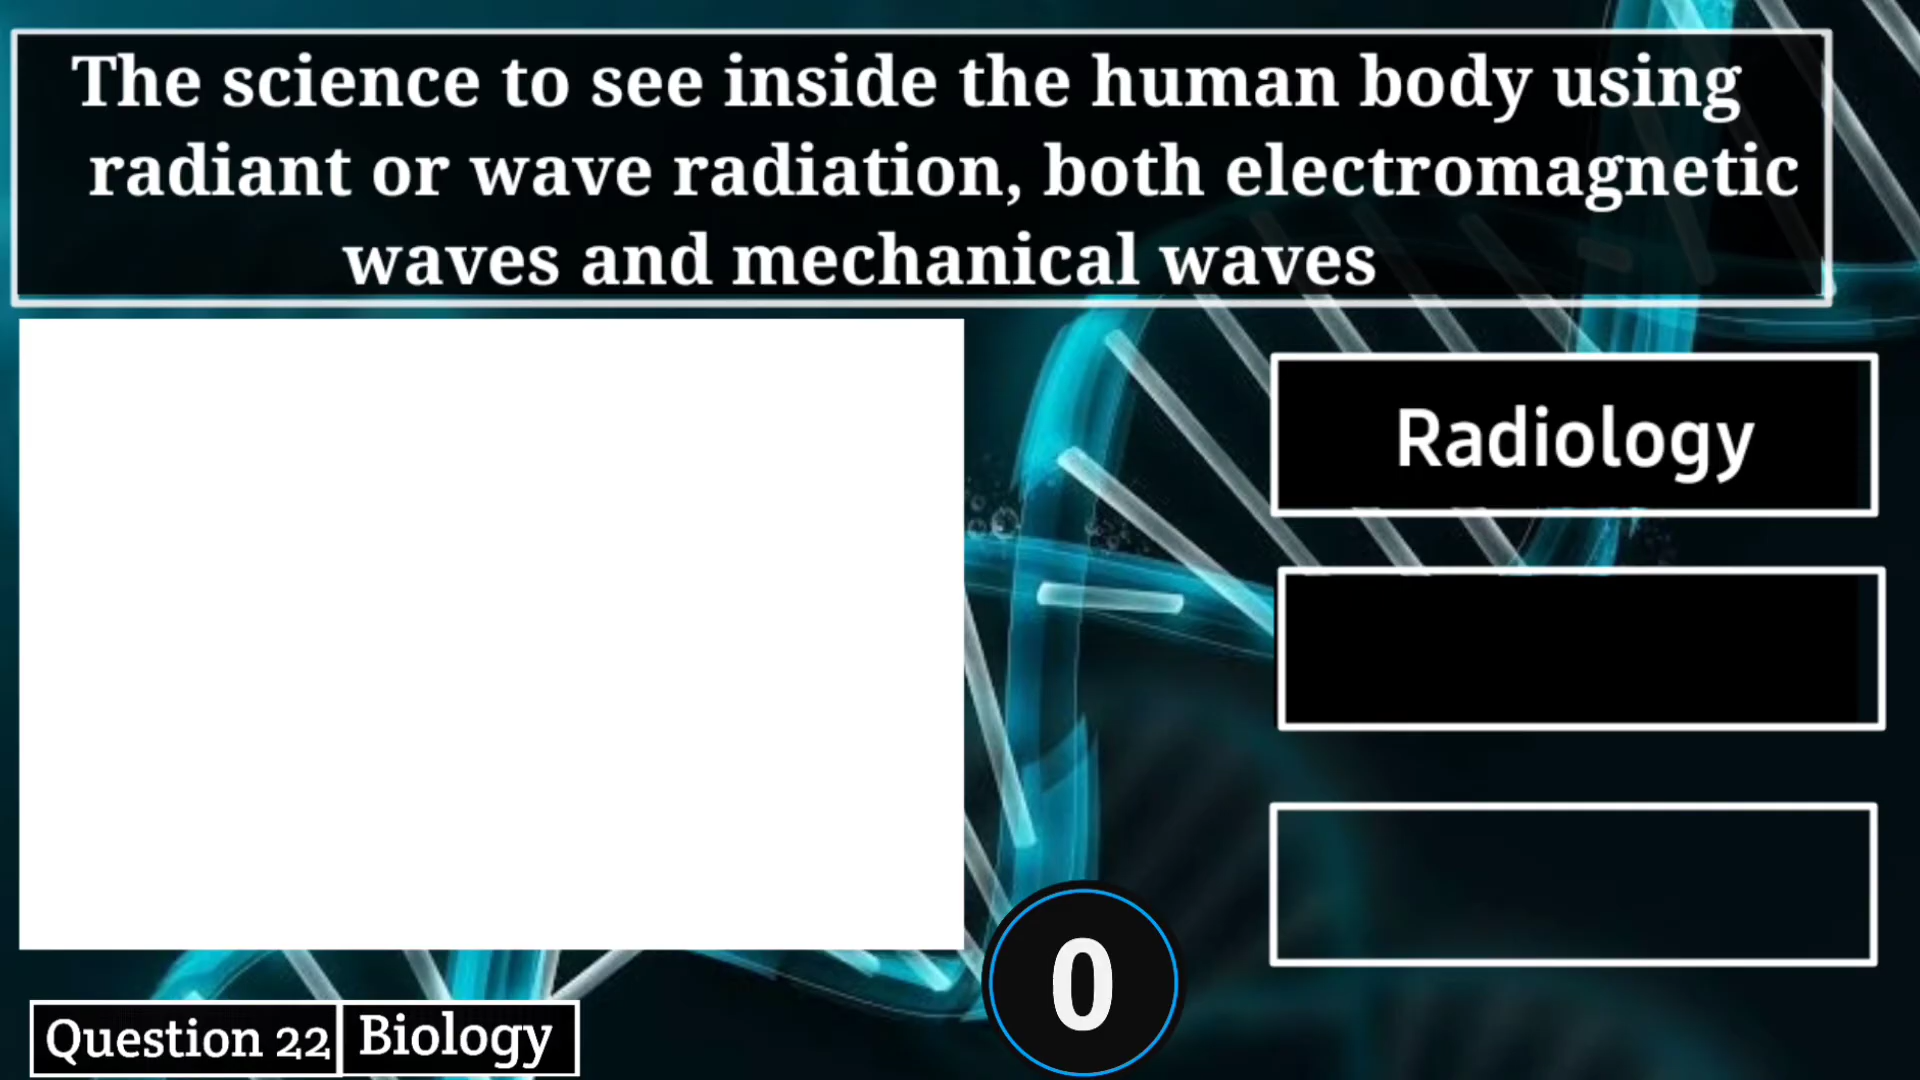 The science to see inside the human body using
radiant or wave radiation, both electromagnetic
waves and mechanical waves
Radiology
0
Question 22
Biology